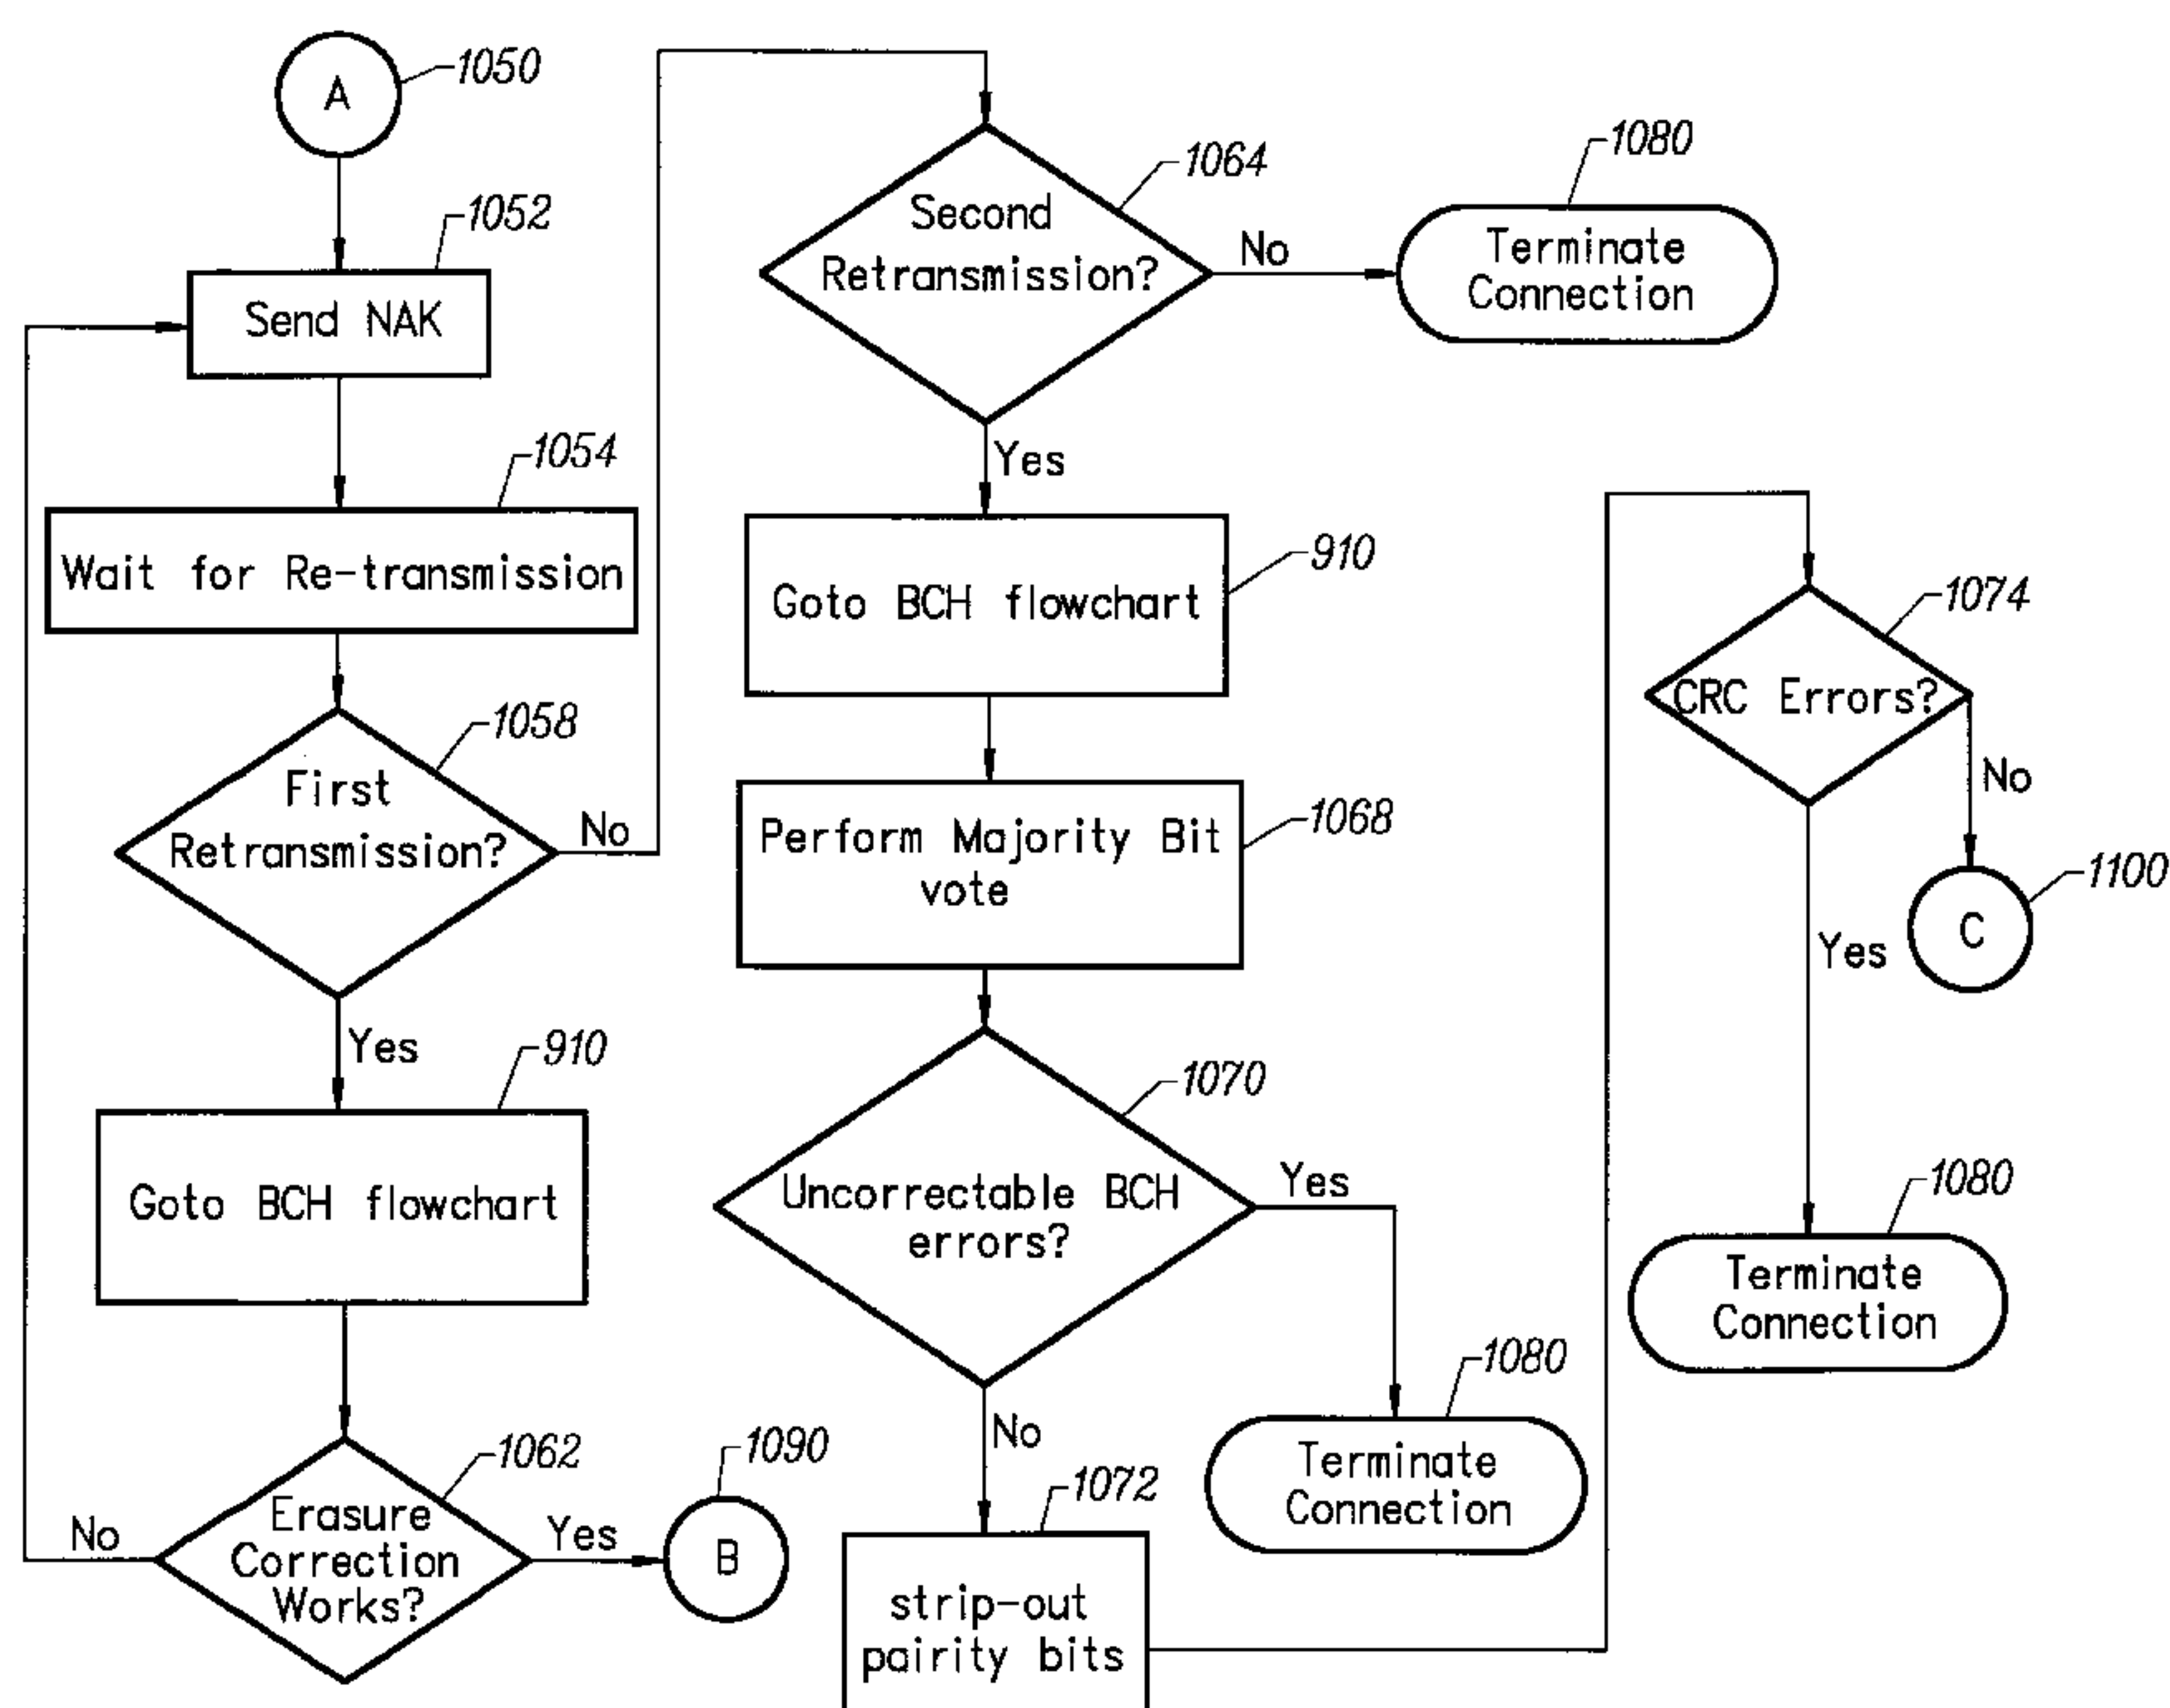 A
1050
1052
Send NAK
1054
Wait for Re-transmission
1058
First
Retransmission?
No
Yes
910
Goto BCH flowchart
1062
Erasure
Correction
Works?
No
Yes
1090
B
1064
Second
Retransmission?
No
1080
Terminate
Connection
Yes
910
Goto BCH flowchart
1068
Perform Majority Bit
vote
1070
Uncorrectable BCH
errors?
Yes
1080
Terminate
Connection
No
1072
strip-out
pairity bits
1074
CRC Errors?
No
1100
C
Yes
1080
Terminate
Connection